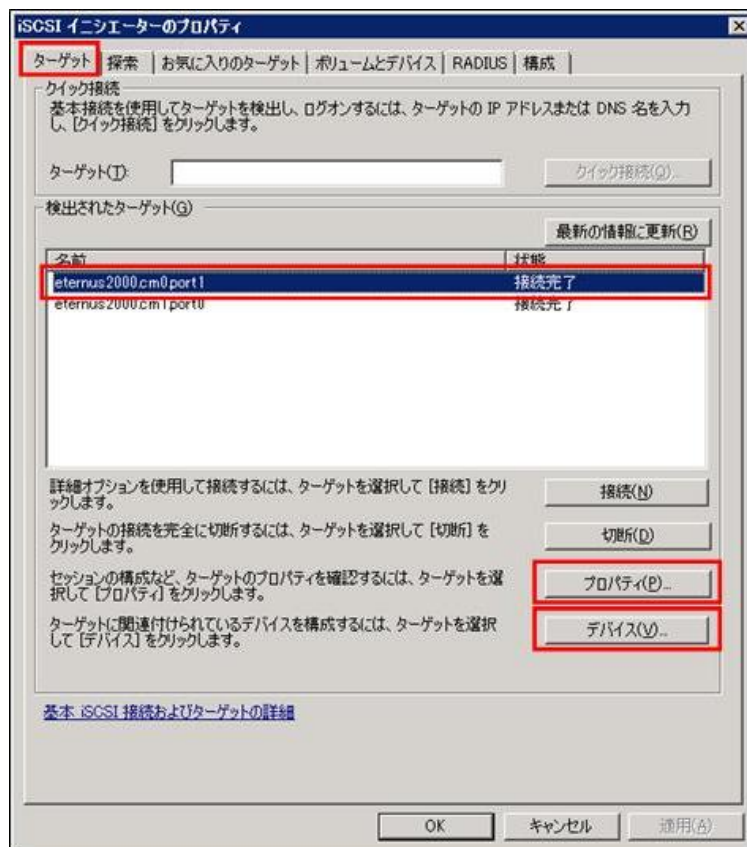 iSCSI イニシエーターのプロパティ
ターゲット 探索 お気に入りのターゲット ボリュームとデバイス RADIUS 構成
クイック接続
基本接続を使用してターゲットを検出し、ログオンするには、ターゲットの IP アドレスまたは DNS 名を入力
し、[クイック接続] をクリックします。
ターゲット(T): クイック接続(Q)...
検出されたターゲット(G)
最新の情報に更新(R)
名前 状態
eternus2000.cm0port1 接続完了
eternus2000.cm1port0 接続完了
詳細オプションを使用して接続するには、ターゲットを選択して [接続] をクリ
ックします。 接続(N)
ターゲットの接続を完全に切断するには、ターゲットを選択して [切断] を
クリックします。 切断(D)
セッションの構成など、ターゲットのプロパティを確認するには、ターゲットを選
択して [プロパティ] をクリックします。 プロパティ(P)...
ターゲットに関連付けられているデバイスを構成するには、ターゲットを選択
して [デバイス] をクリックします。 デバイス(V)...
基本 iSCSI 接続およびターゲットの詳細
OK キャンセル 適用(A)